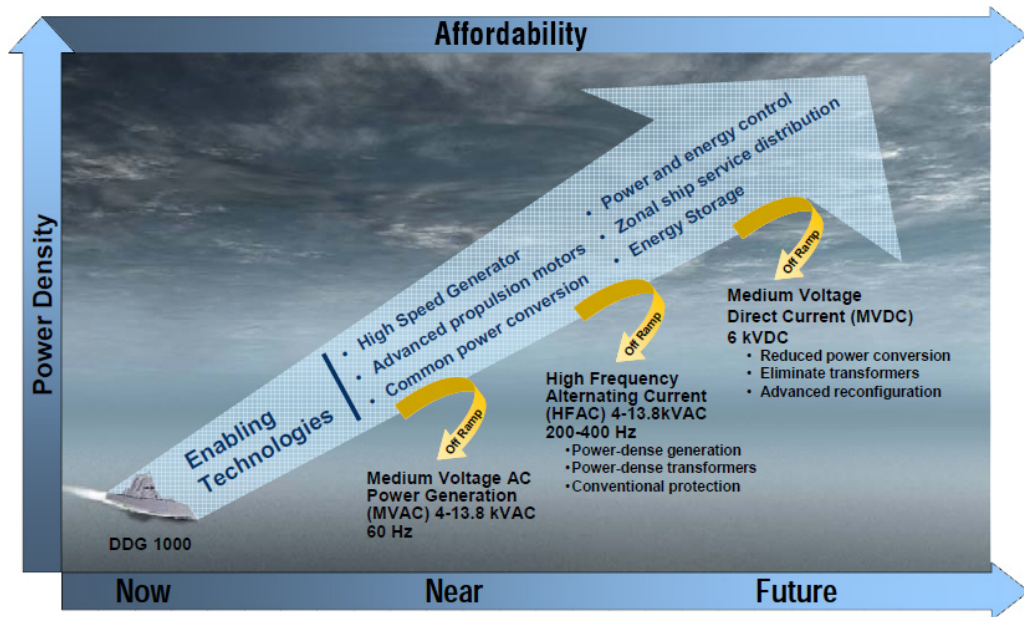 Affordability
Power Density
• Power and energy control
• Zonal ship service distribution
• Energy Storage
• High Speed Generator
• Advanced propulsion motors
• Common power conversion
Enabling
Technologies
Off Ramp
Medium Voltage
Direct Current (MVDC)
6 kVDC
• Reduced power conversion
• Eliminate transformers
• Advanced reconfiguration
Off Ramp
High Frequency
Alternating Current
(HFAC) 4-13.8kVAC
200-400 Hz
•Power-dense generation
•Power-dense transformers
•Conventional protection
Off Ramp
Medium Voltage AC
Power Generation
(MVAC) 4-13.8 kVAC
60 Hz
DDG 1000
Now
Near
Future